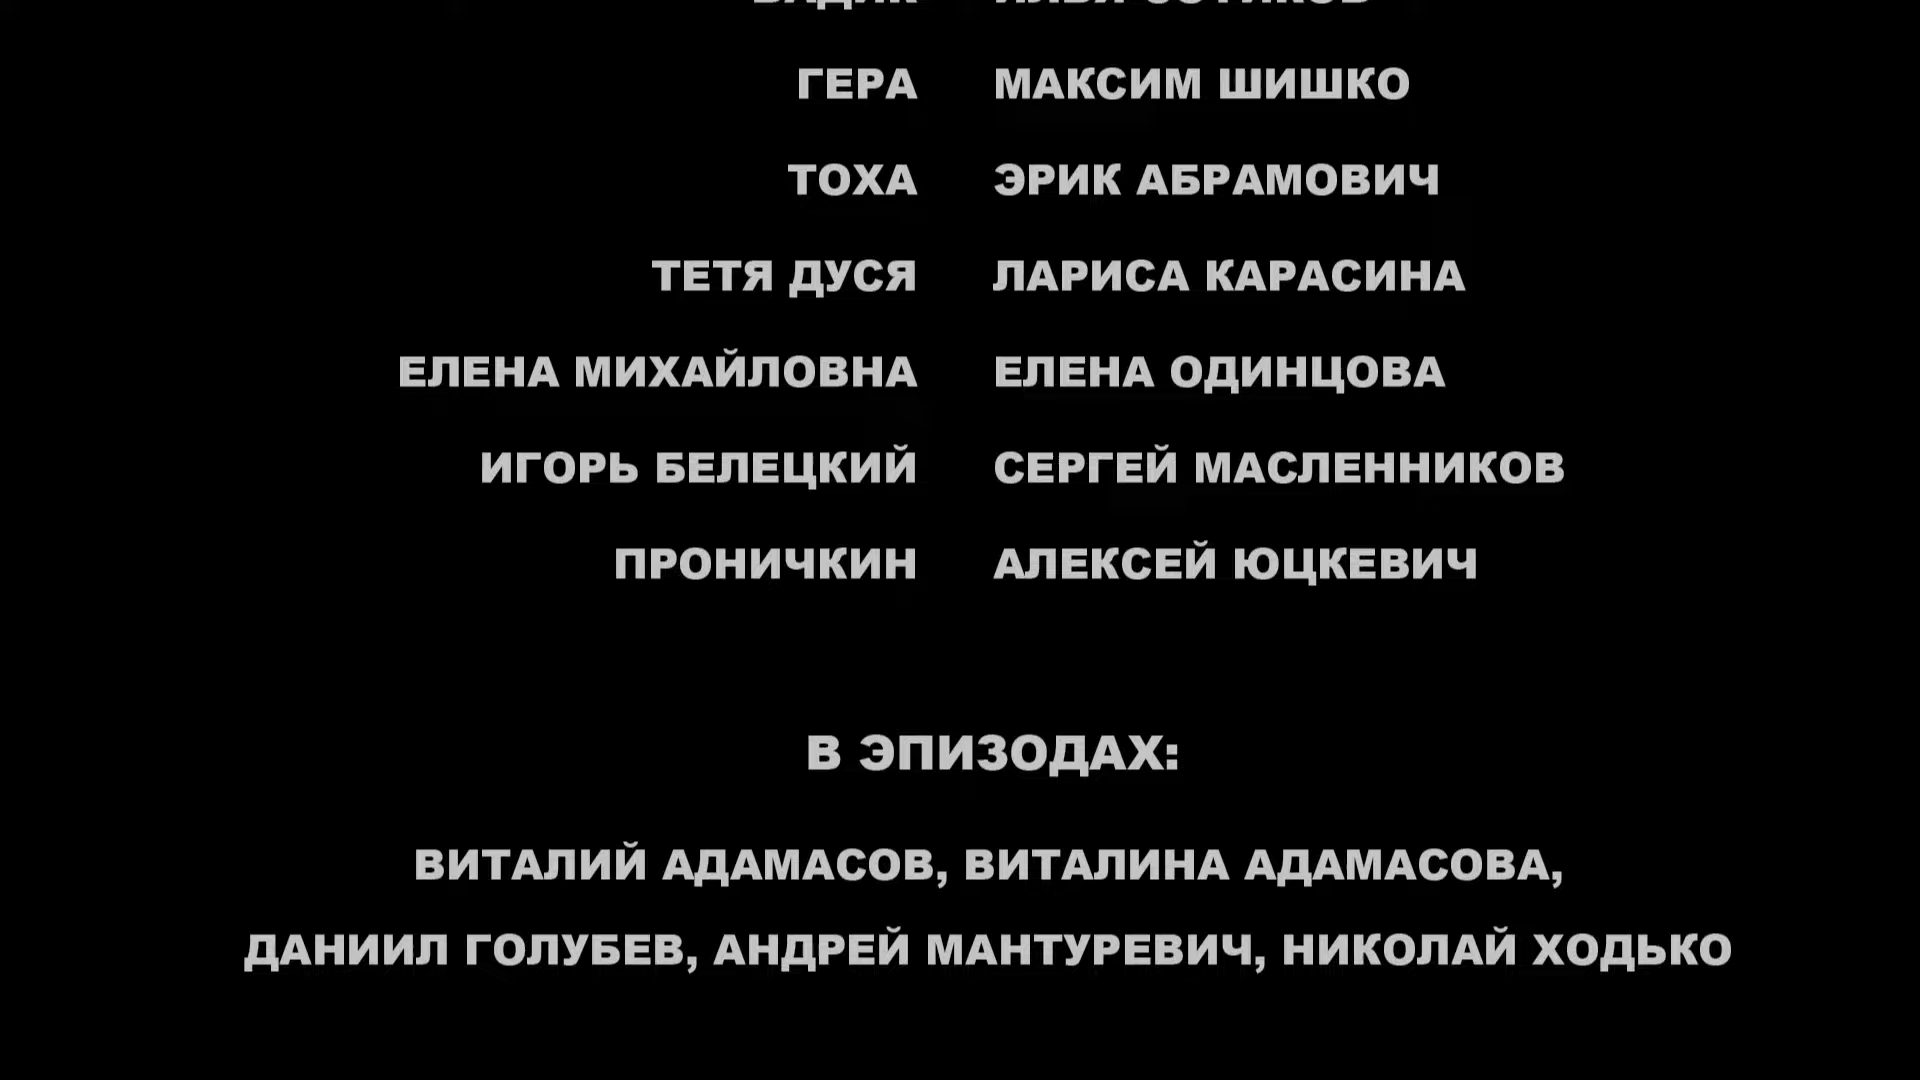 ГЕРА МАКСИМ ШИШКО
ТОХА ЭРИК АБРАМОВИЧ
ТЕТЯ ДУСЯ ЛАРИСА КАРАСИНА
ЕЛЕНА МИХАЙЛОВНА ЕЛЕНА ОДИНЦОВА
ИГОРЬ БЕЛЕЦКИЙ СЕРГЕЙ МАСЛЕННИКОВ
ПРОНИЧКИН АЛЕКСЕЙ ЮЦКЕВИЧ
В ЭПИЗОДАХ:
ВИТАЛИЙ АДАМАСОВ, ВИТАЛИНА АДАМАСОВА,
ДАНИИЛ ГОЛУБЕВ, АНДРЕЙ МАНТУРЕВИЧ, НИКОЛАЙ ХОДЬКО